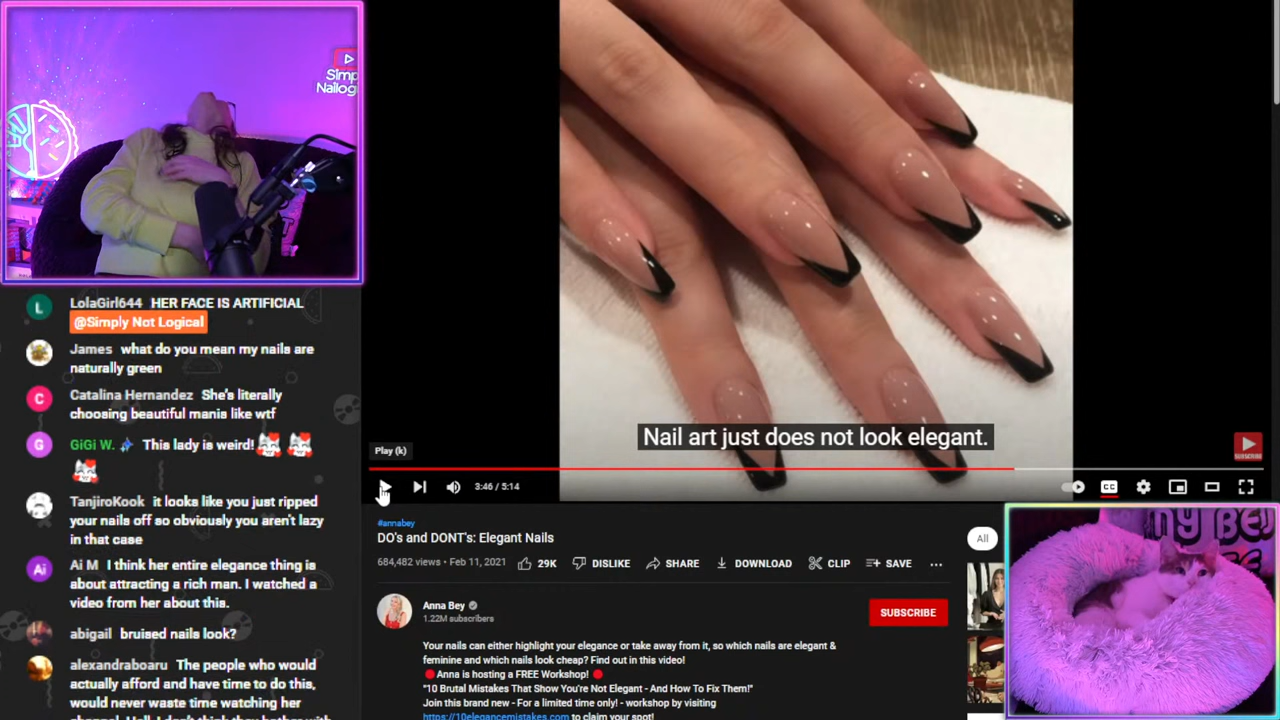 Simp
Nailog
LolaGirl644 HER FACE IS ARTIFICIAL
@Simply Not Logical
James what do you mean my nails are
naturally green
Catalina Hernandez She's literally
choosing beautiful manis like wtf
GiGi W. This lady is weird!
TanjiroKook it looks like you just ripped
your nails off so obviously you aren't lazy
in that case
Ai M I think her entire elegance thing is
about attracting a rich man. I watched a
video from her about this.
abigail bruised nails look?
alexandraboaru The people who would
actually afford and have time to do this,
would never waste time watching her
L
C
G
Ai
Nail art just does not look elegant.
Play (k)
SUBSCRIBE
3:46 / 5:14
CC
#annabey
DO's and DONT's: Elegant Nails
684,482 views • Feb 11, 2021
29K
DISLIKE
SHARE
DOWNLOAD
CLIP
SAVE
All
Anna Bey
1.22M subscribers
SUBSCRIBE
Your nails can either highlight your elegance or take away from it, so which nails are elegant &
feminine and which nails look cheap? Find out in this video!
Anna is hosting a FREE Workshop!
"10 Brutal Mistakes That Show You're Not Elegant - And How To Fix Them!"
Join this brand new - For a limited time only! - workshop by visiting
https://10elegancemistakes.com to claim your spot!
MY BE